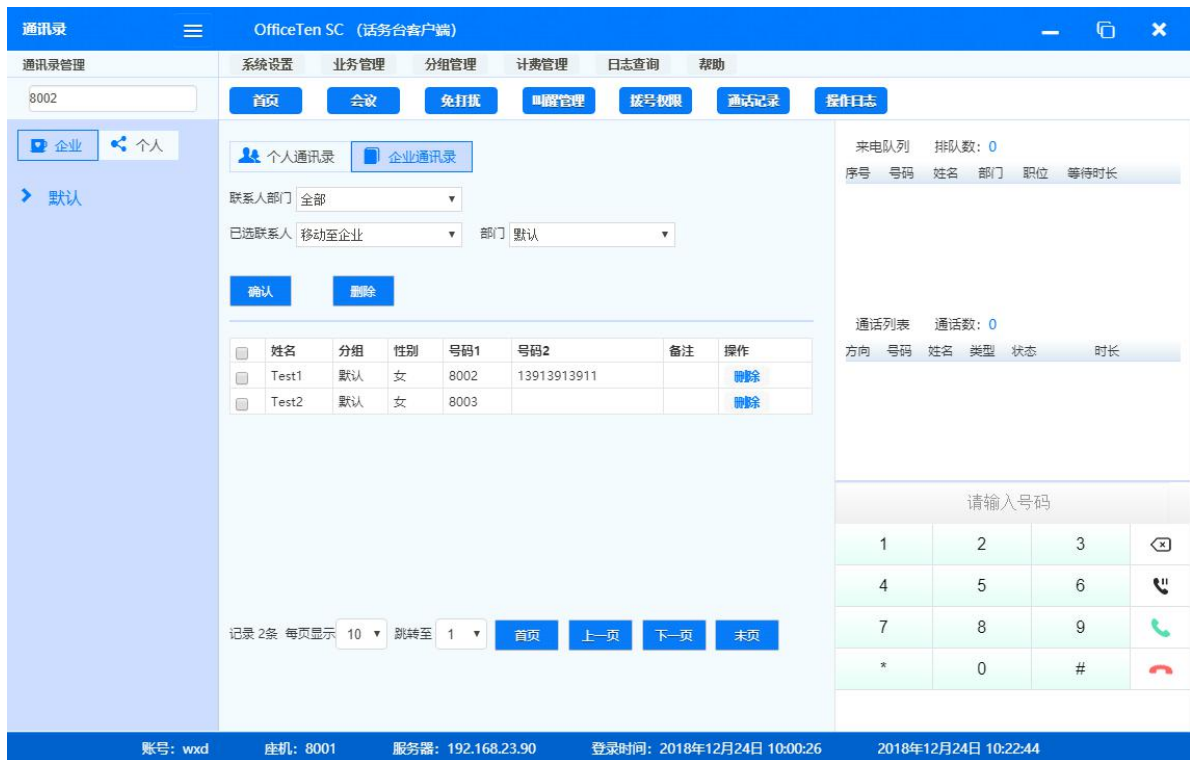 通讯录 OfficeTen SC （话务台客户端）
通讯录管理 系统设置 业务管理 分组管理 计费管理 日志查询 帮助
8002 首页 会议 免打扰 叫醒管理 拨号权限 通话记录 操作日志
企业 个人
默认
个人通讯录 企业通讯录
联系人部门 全部
已选联系人 移动至企业 部门 默认
确认 删除
姓名 分组 性别 号码1 号码2 备注 操作
Test1 默认 女 8002 13913913911 删除
Test2 默认 女 8003 删除
记录 2条 每页显示 10 跳转至 1 首页 上一页 下一页 末页
来电队列 排队数: 0
序号 号码 姓名 部门 职位 等待时长
通话列表 通话数: 0
方向 号码 姓名 类型 状态 时长
请输入号码
1 2 3
4 5 6
7 8 9
* 0 #
账号: wxd 座机: 8001 服务器: 192.168.23.90 登录时间: 2018年12月24日 10:00:26 2018年12月24日 10:22:44